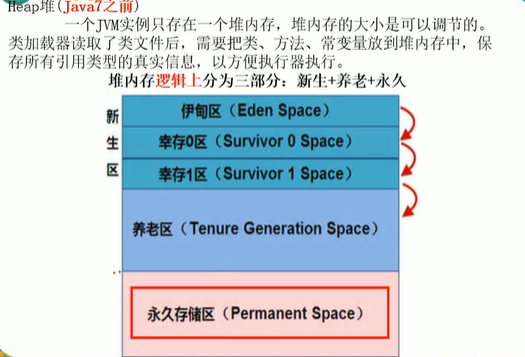 Heap堆(Java7之前)
一个JVM实例只存在一个堆内存，堆内存的大小是可以调节的。
类加载器读取了类文件后，需要把类、方法、常变量放到堆内存中，保
存所有引用类型的真实信息，以方便执行器执行。
堆内存逻辑上分为三部分：新生+养老+永久
新生区
伊甸区（Eden Space）
幸存0区（Survivor 0 Space）
幸存1区（Survivor 1 Space）
养老区（Tenure Generation Space）
永久存储区（Permanent Space）